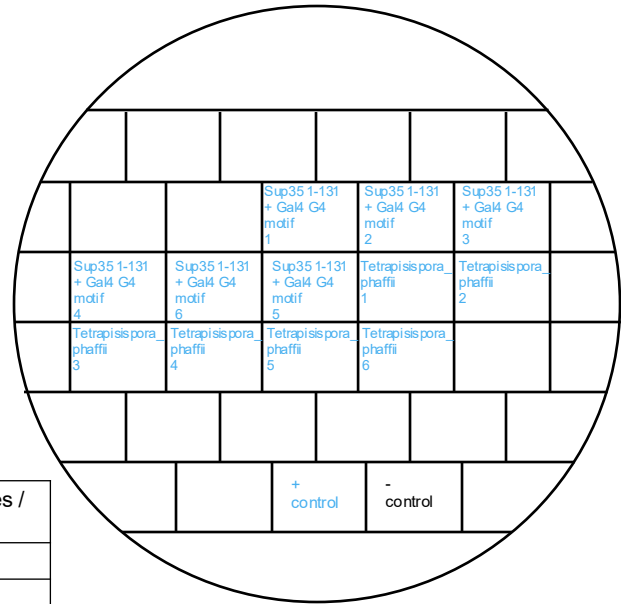 Sup35 1-131
+ Gal4 G4
motif
1
Sup35 1-131
+ Gal4 G4
motif
2
Sup35 1-131
+ Gal4 G4
motif
3
Sup35 1-131
+ Gal4 G4
motif
4
Sup35 1-131
+ Gal4 G4
motif
6
Sup35 1-131
+ Gal4 G4
motif
5
Tetrapisispora_
phaffii
1
Tetrapisispora_
phaffii
2
Tetrapisispora_
phaffii
3
Tetrapisispora_
phaffii
4
Tetrapisispora_
phaffii
5
Tetrapisispora_
phaffii
6
+
control
-
control
/